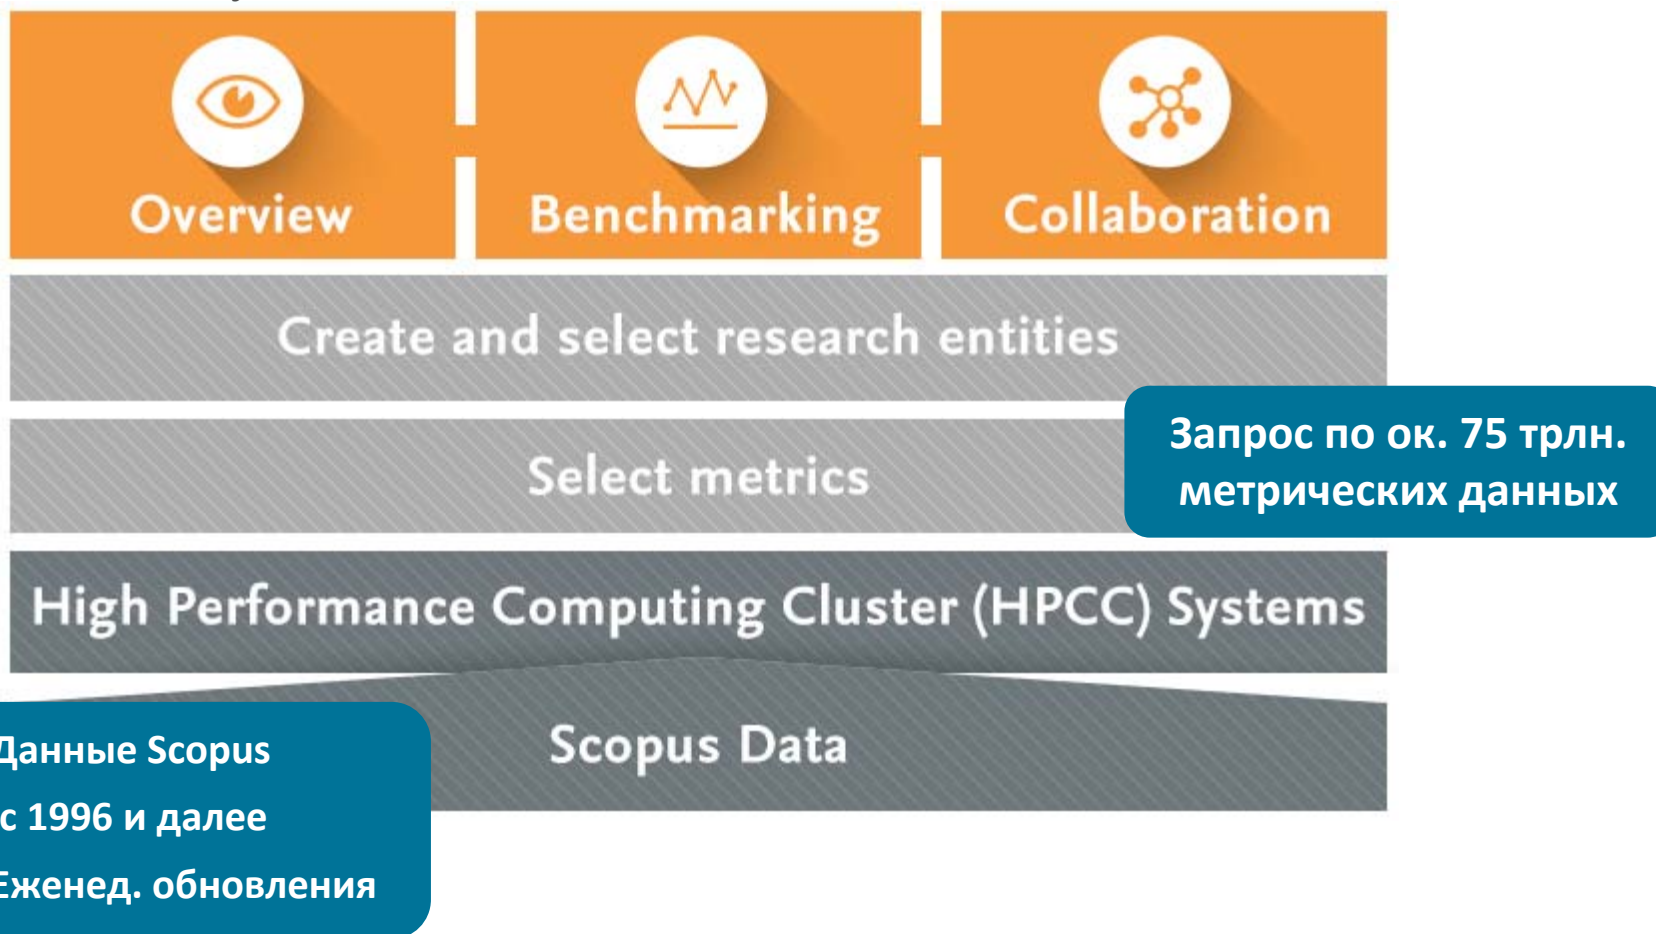 Overview
Benchmarking
Collaboration
Create and select research entities
Запрос по ок. 75 трлн.
метрических данных
Select metrics
High Performance Computing Cluster (HPCC) Systems
Scopus Data
Данные Scopus
с 1996 и далее
Еженед. обновления